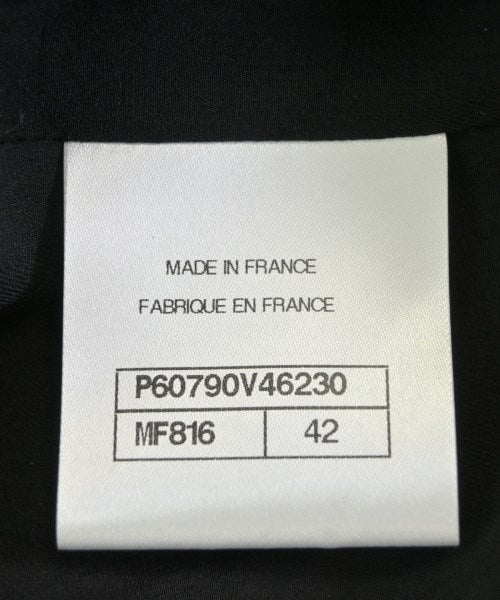 MADE IN FRANCE
FABRIQUE EN FRANCE
P60790V46230
MF816 42